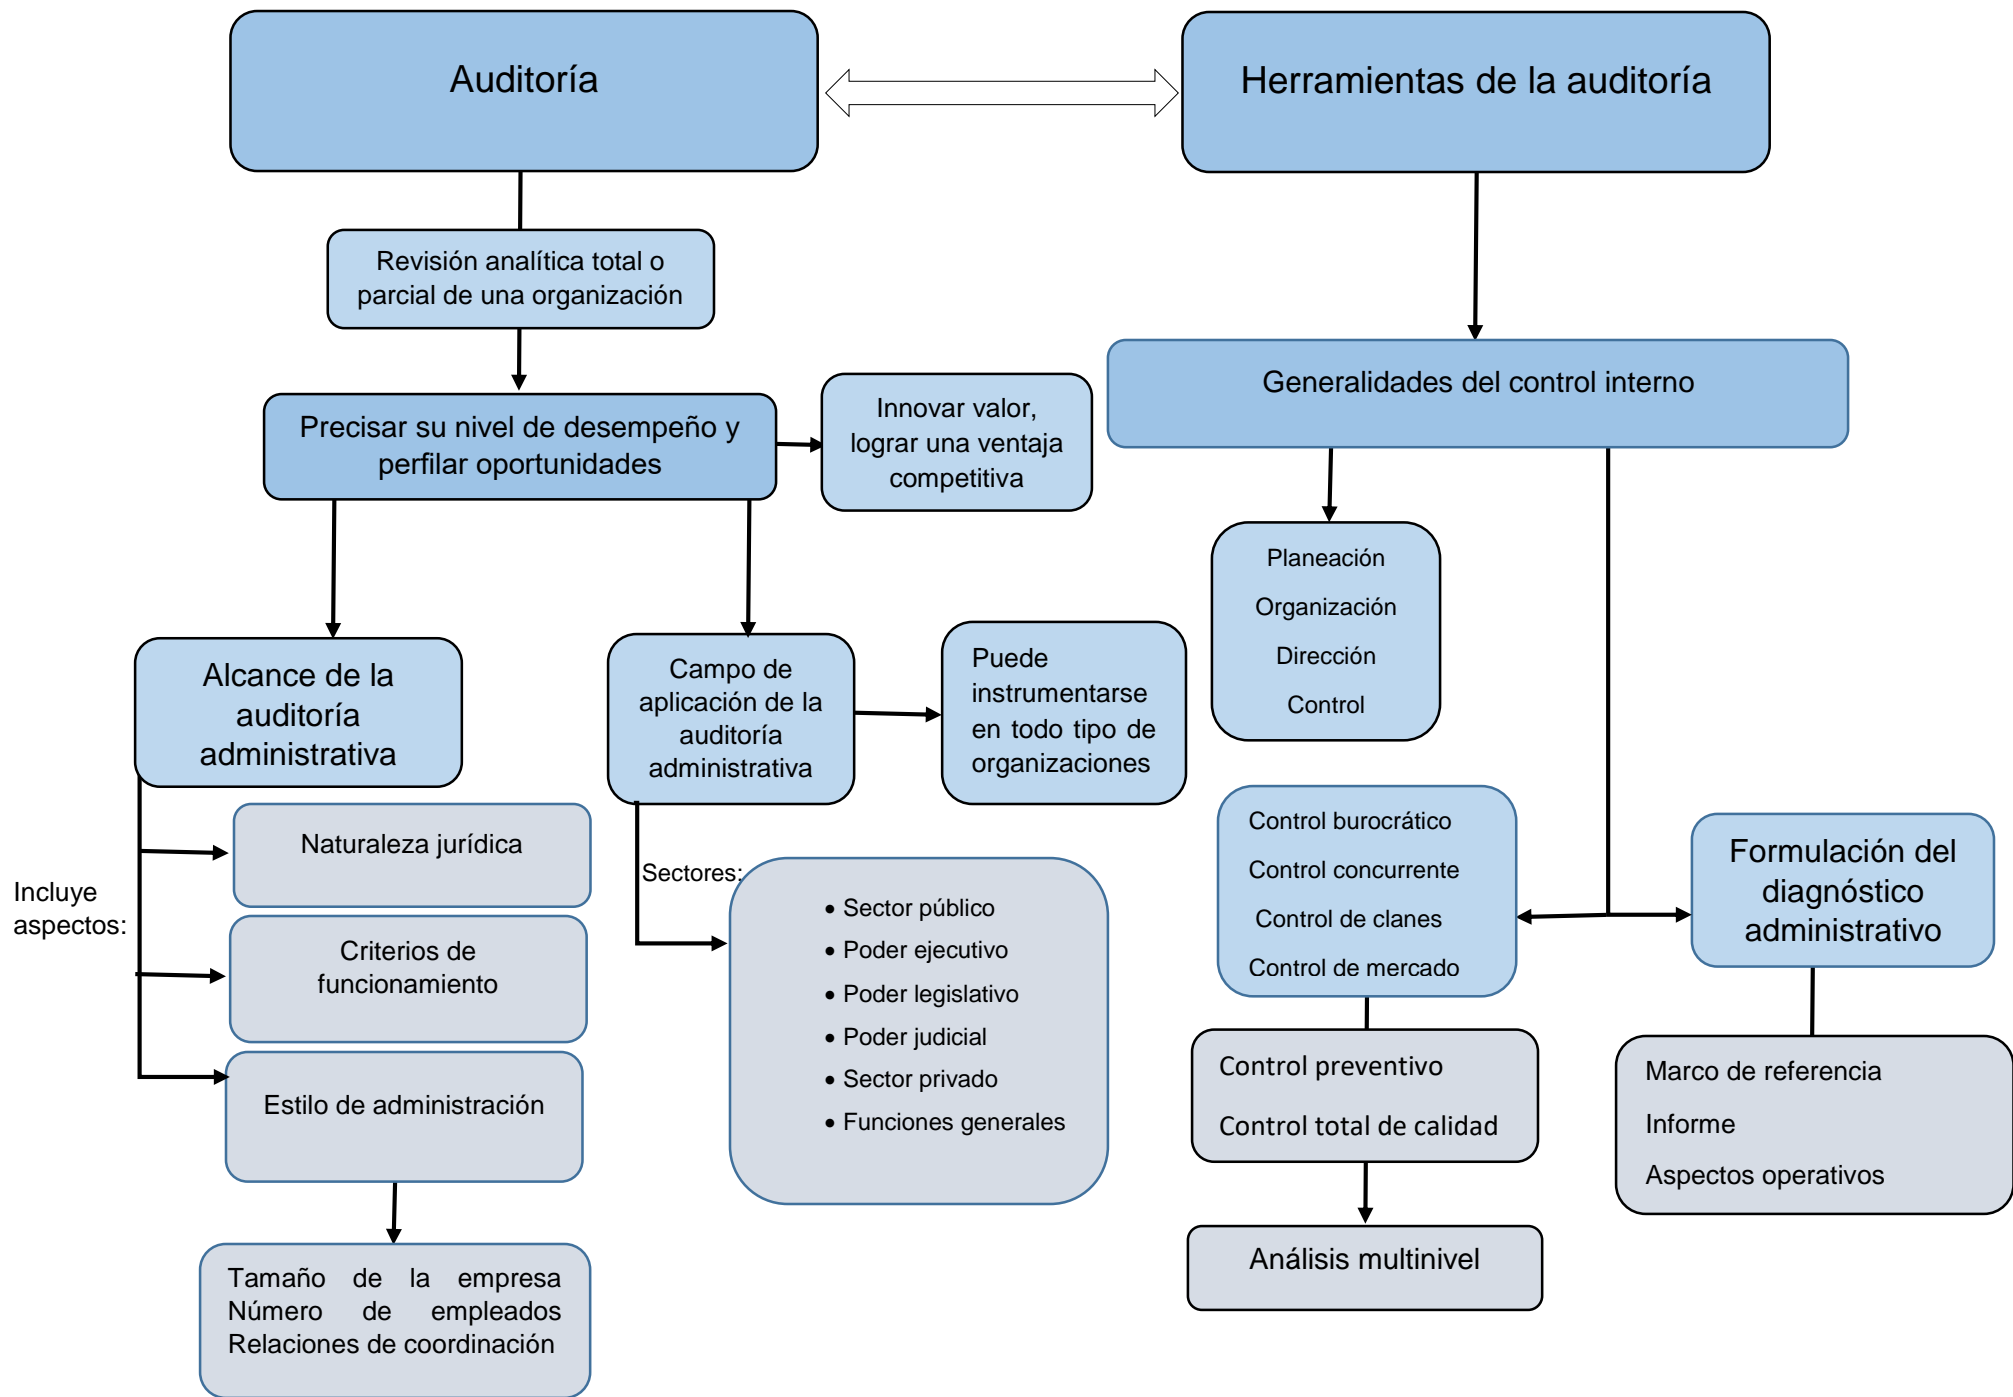 Auditoría
Herramientas de la auditoría
Revisión analítica total o
parcial de una organización
Precisar su nivel de desempeño y
perfilar oportunidades
Innovar valor,
lograr una ventaja
competitiva
Generalidades del control interno
Planeación
Organización
Dirección
Control
Alcance de la
auditoría
administrativa
Campo de
aplicación de la
auditoría
administrativa
Puede
instrumentarse
en todo tipo de
organizaciones
Incluye
aspectos:
Naturaleza jurídica
Criterios de
funcionamiento
Estilo de administración
Tamaño de la empresa
Número de empleados
Relaciones de coordinación
Sectores:
• Sector público
• Poder ejecutivo
• Poder legislativo
• Poder judicial
• Sector privado
• Funciones generales
Control burocrático
Control concurrente
Control de clanes
Control de mercado
Control preventivo
Control total de calidad
Análisis multinivel
Formulación del
diagnóstico
administrativo
Marco de referencia
Informe
Aspectos operativos